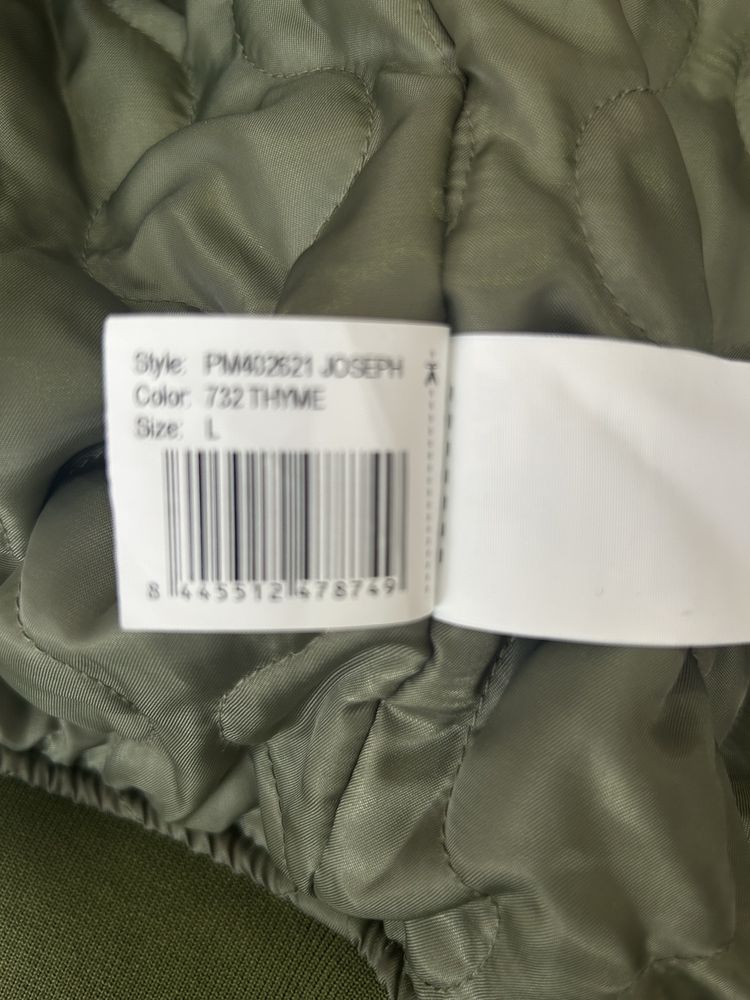 Style: PM402621 JOSEPH
Color: 732 THYME
Size: L
8 445512 478749